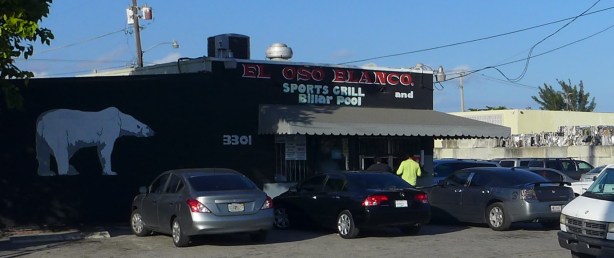 EL OSO BLANCO.
SPORTS GRILL and
Billar Pool
3301